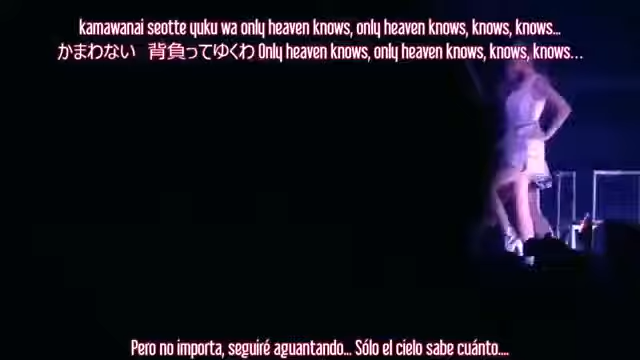 kamawanai seotte yuku wa only heaven knows, only heaven knows, knows, knows...
かまわない　背負ってゆくわ Only heaven knows, only heaven knows, knows, knows…
Pero no importa, seguiré aguantando... Sólo el cielo sabe cuánto....